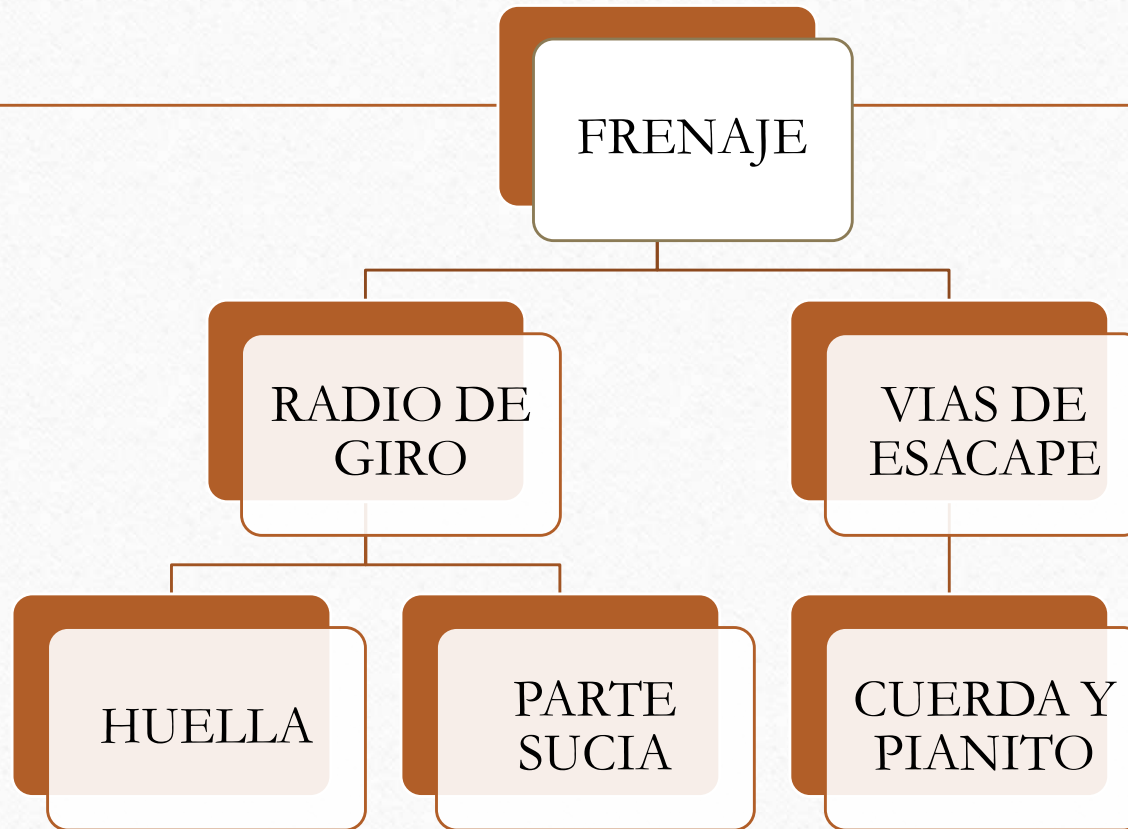 FRENAJE
RADIO DE
GIRO
VIAS DE
ESACAPE
HUELLA
PARTE
SUCIA
CUERDA Y
PIANITO